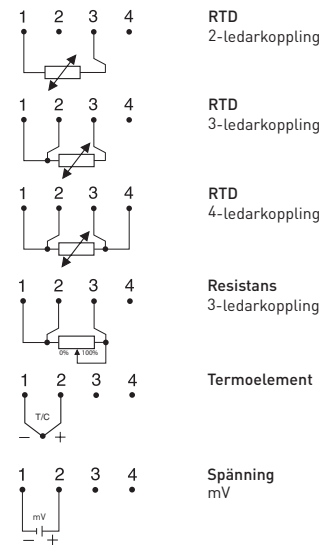 1 2 3 4
RTD
2-ledarkoppling
1 2 3 4
RTD
3-ledarkoppling
1 2 3 4
RTD
4-ledarkoppling
1 2 3 4
Resistans
3-ledarkoppling
0% 100%
1 2 3 4
Termoelement
T/C
− +
1 2 3 4
Spänning
mV
mV
− +